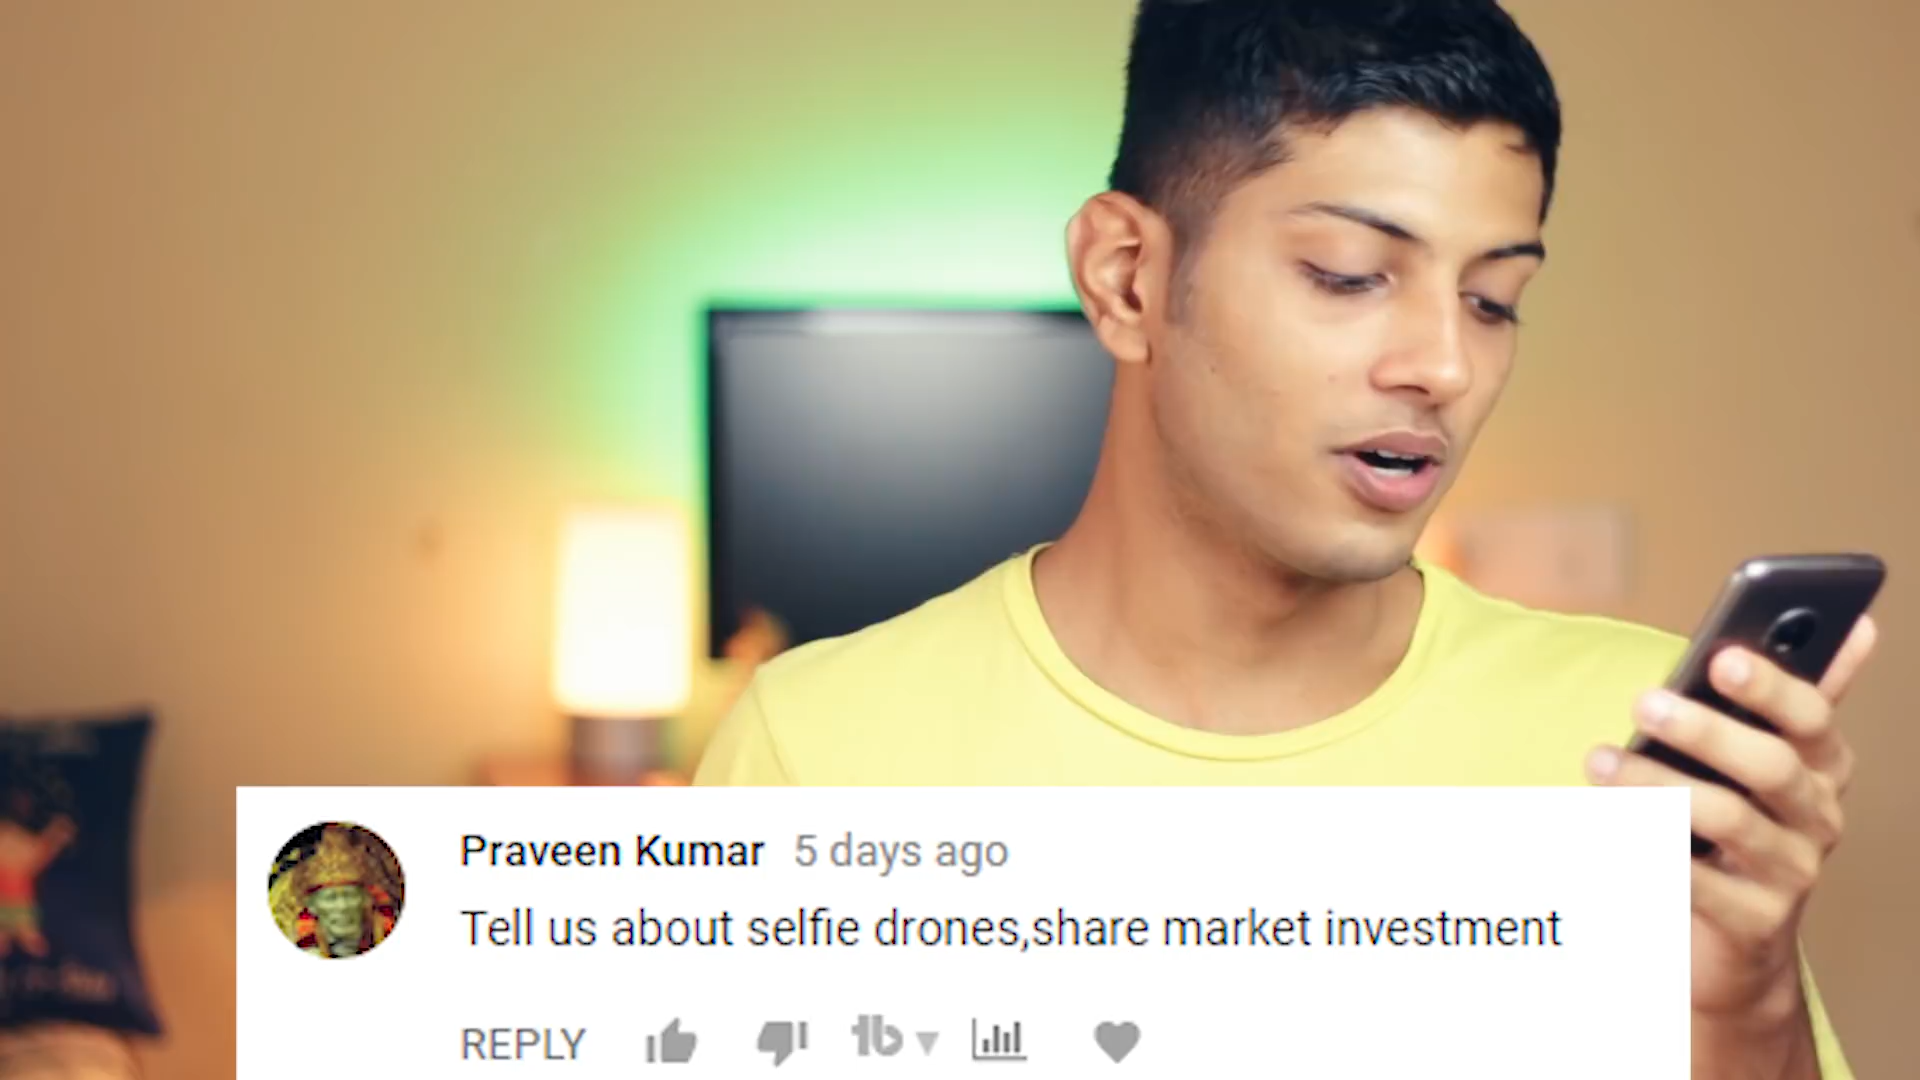 Praveen Kumar 5 days ago
Tell us about selfie drones,share market investment
REPLY